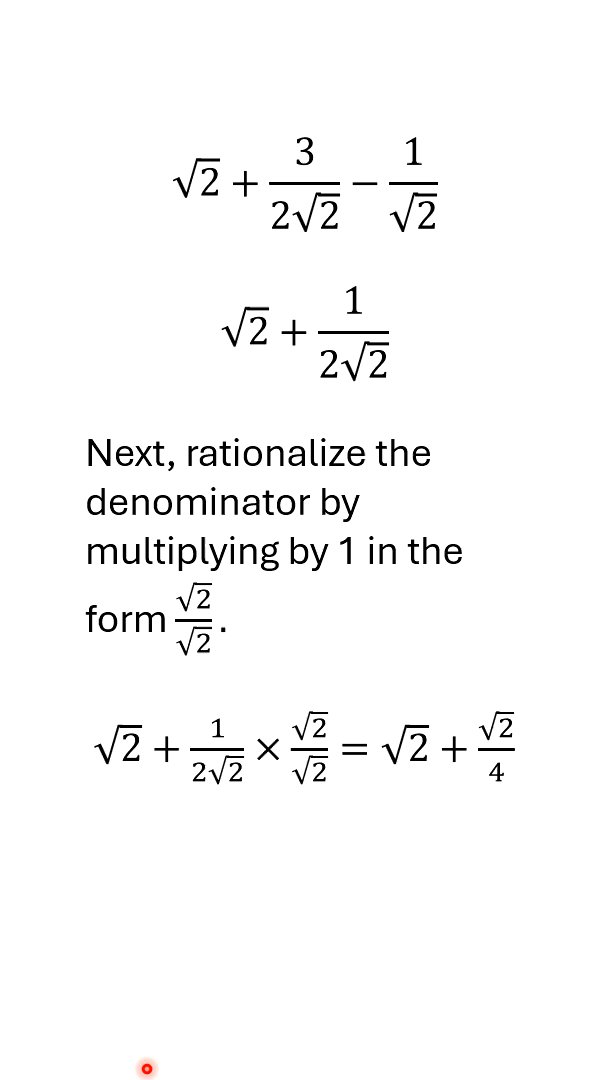 √2 + 3/(2√2) − 1/√2
√2 + 1/(2√2)
Next, rationalize the
denominator by
multiplying by 1 in the
form √2/√2 .
√2 + 1/(2√2) × √2/√2 = √2 + √2/4